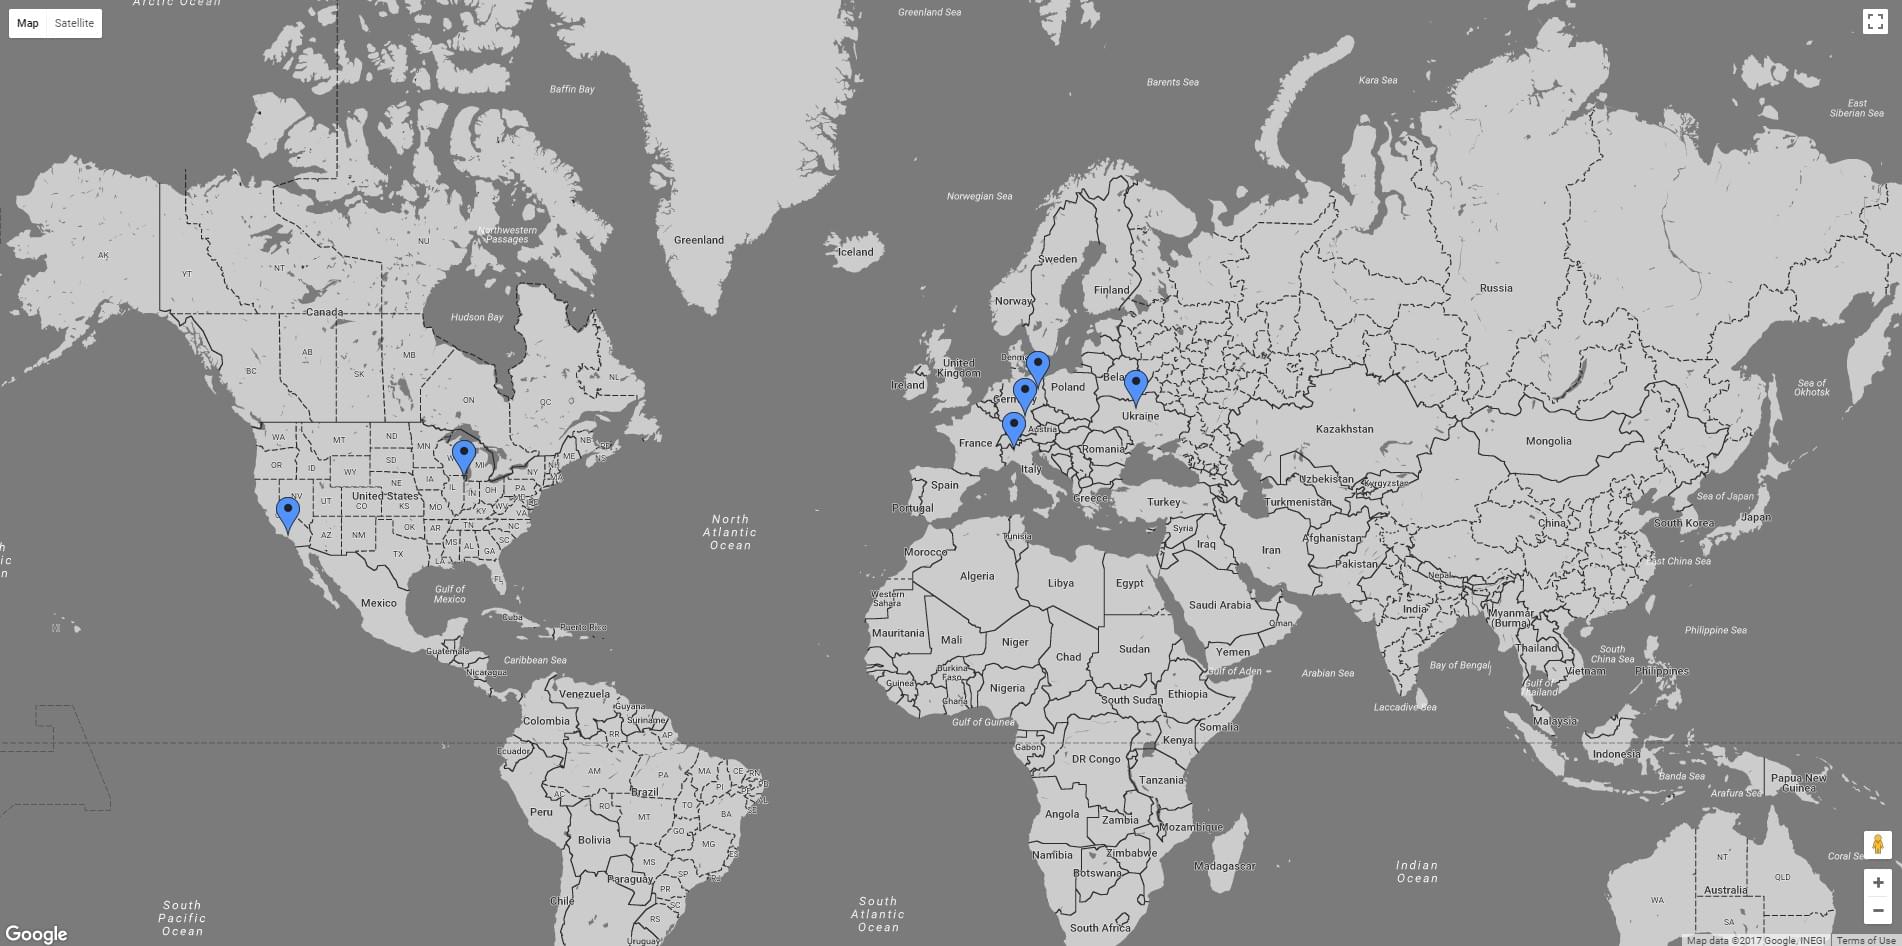 Arctic Ocean
Map
Satellite
Greenland Sea
Baffin Bay
Barents Sea
Kara Sea
East
Siberian Sea
Norwegian Sea
Northwestern
Passages
NU
Greenland
Iceland
AK
YT
NT
Sweden
Finland
Russia
Norway
Canada
Hudson Bay
AB
MB
BC
SK
NL
ON
QC
United
Kingdom
Ireland
Poland
Ukraine
Austria
France
Romania
Italy
Spain
Portugal
Greece
Turkey
Kazakhstan
Mongolia
Sea of
Okhotsk
WA
MT
ND
MN
OR
ID
WY
SD
MI
NB
ME
NS
NY
NH
MA
NV
UT
NE
IA
IL
IN
OH
PA
MD
United States
CO
KS
MO
KY
WV
VA
AZ
NM
OK
AR
TN
NC
TX
LA
MS
AL
GA
SC
FL
Uzbekistan
Kyrgyzstan
Turkmenistan
Sea of Japan
South Korea
Japan
China
East China Sea
North
Atlantic
Ocean
Morocco
Tunisia
Syria
Iraq
Iran
Afghanistan
Pakistan
Nepal
Algeria
Libya
Egypt
Western
Sahara
Saudi Arabia
India
Myanmar
(Burma)
Oman
Mexico
Gulf of
Mexico
Cuba
Puerto Rico
HI
Mauritania
Mali
Niger
Chad
Sudan
Yemen
Gulf of Aden
Arabian Sea
Bay of Bengal
Thailand
Vietnam
South
China Sea
Philippine Sea
Philippines
Guatemala
Caribbean Sea
Nicaragua
Burkina
Faso
Guinea
Ghana
Nigeria
South Sudan
Ethiopia
Somalia
Laccadive Sea
Gulf of
Thailand
Malaysia
Venezuela
Guyana
Suriname
Colombia
RR
AP
Ecuador
Gulf of Guinea
Gabon
DR Congo
Kenya
Tanzania
Indonesia
Banda Sea
Papua New
Guinea
Arafura Sea
AM
PA
MA
CE
RN
PB
PE
PI
AL
SE
AC
RO
TO
Peru
Brazil
MT
BA
Bolivia
GO
MG
ES
MS
SP
RJ
Paraguay
PR
SC
RS
Chile
Uruguay
Angola
Zambia
Mozambique
Namibia
Zimbabwe
Botswana
Madagascar
South Africa
Indian
Ocean
South
Atlantic
Ocean
South
Pacific
Ocean
NT
Coral Sea
QLD
Australia
WA
SA
Google
Map data ©2017 Google, INEGI
Terms of Use